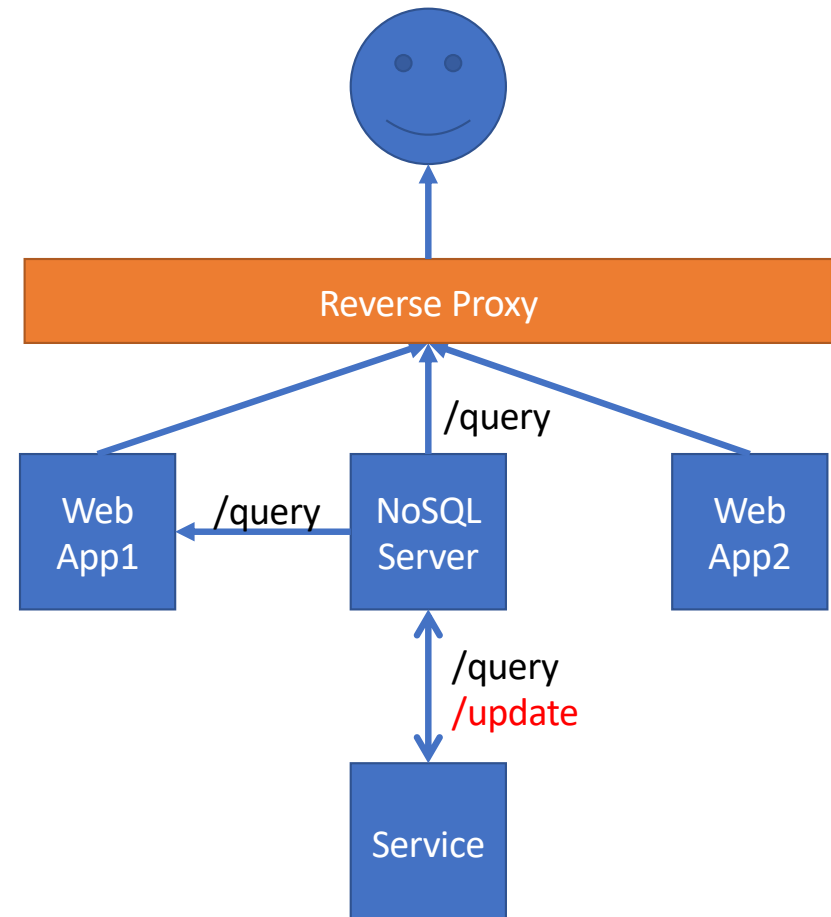 Reverse Proxy
/query
Web
App1
/query
NoSQL
Server
Web
App2
/query
/update
Service